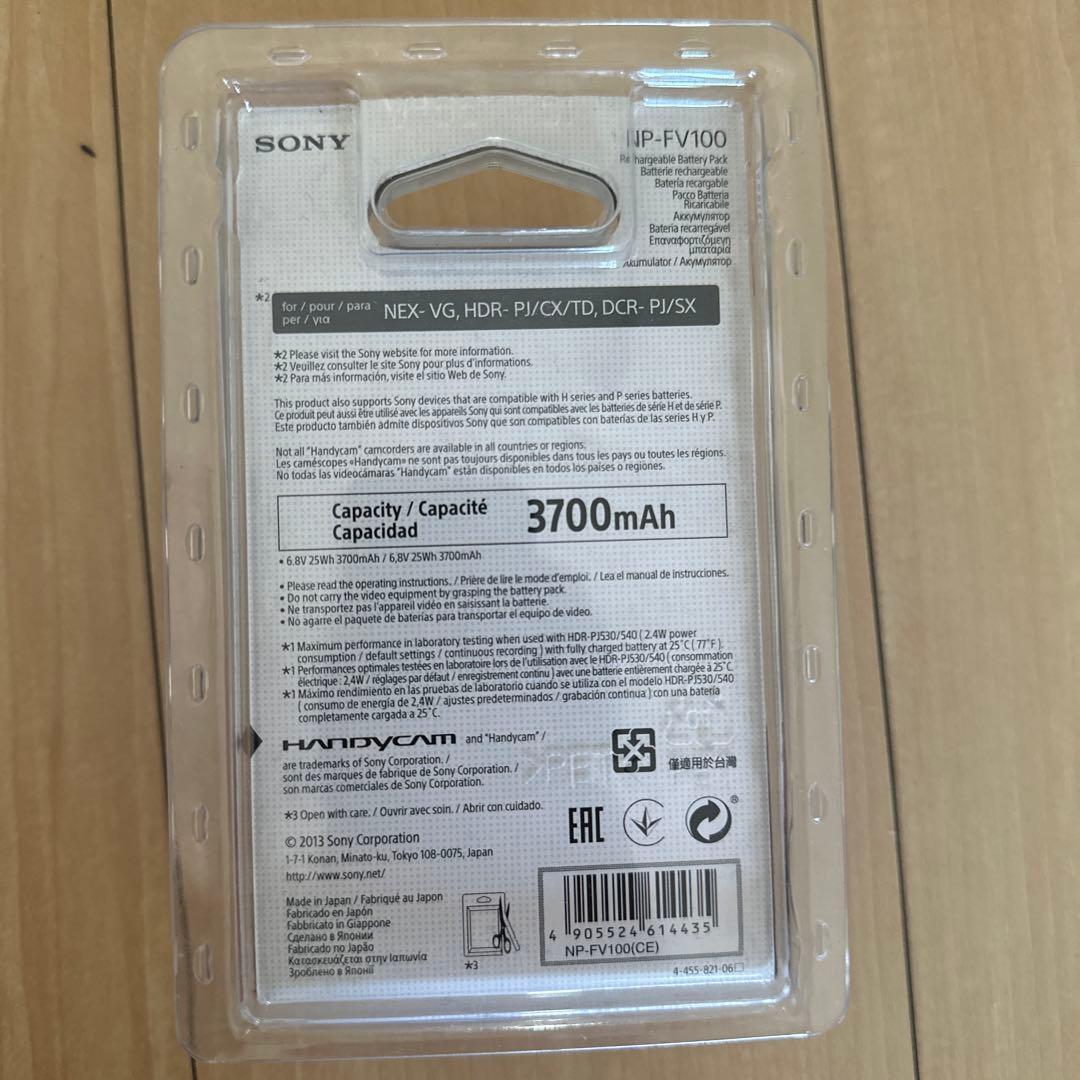 SONY
NP-FV100
Rechargeable Battery Pack
Batterie rechargeable
Batería recargable
Pacco Batteria
Ricaricabile
Аккумулятор
Bateria recarregável
Επαναφορτιζόμενη
μπαταρία
Akumulator / Акумулятор
*2
for / pour / para
per / για
NEX- VG, HDR- PJ/CX/TD, DCR- PJ/SX
*2 Please visit the Sony website for more information.
*2 Veuillez consulter le site Sony pour plus d'informations.
*2 Para más información, visite el sitio Web de Sony.
This product also supports Sony devices that are compatible with H series and P series batteries.
Ce produit peut aussi être utilisé avec les appareils Sony qui sont compatibles avec les batteries de série H et de série P.
Este producto también admite dispositivos Sony que son compatibles con baterías de las series H y P.
Not all "Handycam" camcorders are available in all countries or regions.
Les caméscopes «Handycam» ne sont pas toujours disponibles dans tous les pays ou toutes les régions.
No todas las videocámaras "Handycam" están disponibles en todos los países o regiones.
Capacity / Capacité
Capacidad
3700mAh
• 6.8V 25Wh 3700mAh / 6,8V 25Wh 3700mAh
• Please read the operating instructions. / Prière de lire le mode d'emploi. / Lea el manual de instrucciones.
• Do not carry the video equipment by grasping the battery pack.
• Ne transportez pas l'appareil vidéo en saisissant la batterie.
• No agarre el paquete de baterías para transportar el equipo de video.
*1 Maximum performance in laboratory testing when used with HDR-PJ530/540 ( 2.4W power
consumption / default settings / continuous recording ) with fully charged battery at 25˚C ( 77˚F ).
*1 Performances optimales testées en laboratoire lors de l'utilisation avec le HDR-PJ530/540 ( consommation
électrique : 2,4W / réglages par défaut / enregistrement continu ) avec une batterie entièrement chargée à 25˚C.
*1 Máximo rendimiento en las pruebas de laboratorio cuando se utiliza con el modelo HDR-PJ530/540
( consumo de energía de 2,4W / ajustes predeterminados / grabación continua ) con una batería
completamente cargada a 25˚C.
HANDYCAM and "Handycam" /
are trademarks of Sony Corporation. /
sont des marques de fabrique de Sony Corporation. /
son marcas comerciales de Sony Corporation.
>PET
僅適用於台灣
*3 Open with care. / Ouvrir avec soin. / Abrir con cuidado.
EAC
®
© 2013 Sony Corporation
1-7-1 Konan, Minato-ku, Tokyo 108-0075, Japan
http://www.sony.net/
Made in Japan / Fabriqué au Japon
Fabricado en Japón
Fabbricato in Giappone
Сделано в Японии
Fabricado no Japão
Κατασκευάζεται στην Ιαπωνία
Зроблено в Японії
*3
4 905524 614435
NP-FV100(CE)
4-455-821-06